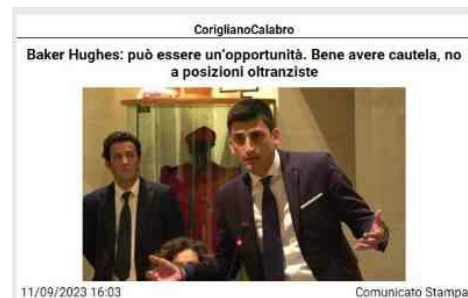 CoriglianoCalabro
Baker Hughes: può essere un'opportunità. Bene avere cautela, no
a posizioni oltranziste
11/09/2023 16:03
Comunicato Stampa